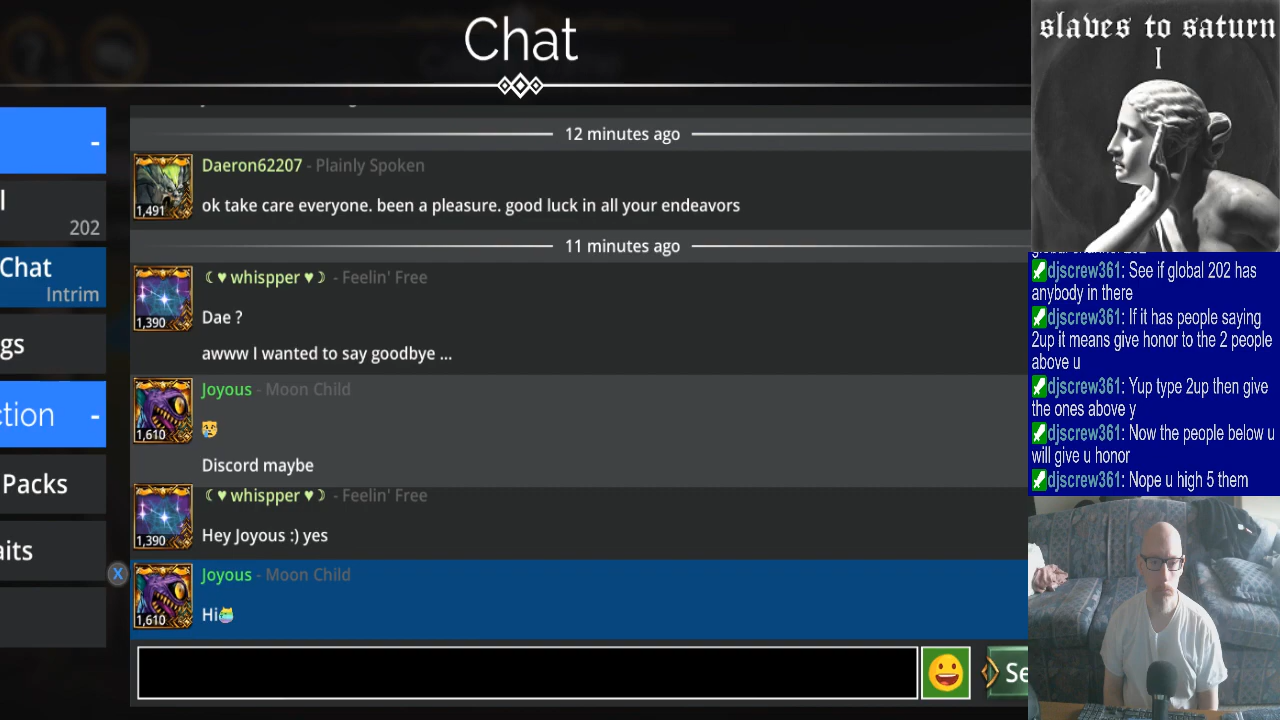 Chat
slaves to saturn
I
-
l
202
Chat
Intrim
gs
ction -
Packs
aits
12 minutes ago
Daeron62207 - Plainly Spoken
1,491
ok take care everyone. been a pleasure. good luck in all your endeavors
11 minutes ago
☾♥ whispper ♥☽ - Feelin' Free
1,390
Dae ?
awww I wanted to say goodbye ...
Joyous - Moon Child
1,610
😿
Discord maybe
☾♥ whispper ♥☽ - Feelin' Free
1,390
Hey Joyous :) yes
X
Joyous - Moon Child
1,610
Hi
Se
djscrew361: See if global 202 has
anybody in there
djscrew361: If it has people saying
2up it means give honor to the 2 people
above u
djscrew361: Yup type 2up then give
the ones above y
djscrew361: Now the people below u
will give u honor
djscrew361: Nope u high 5 them